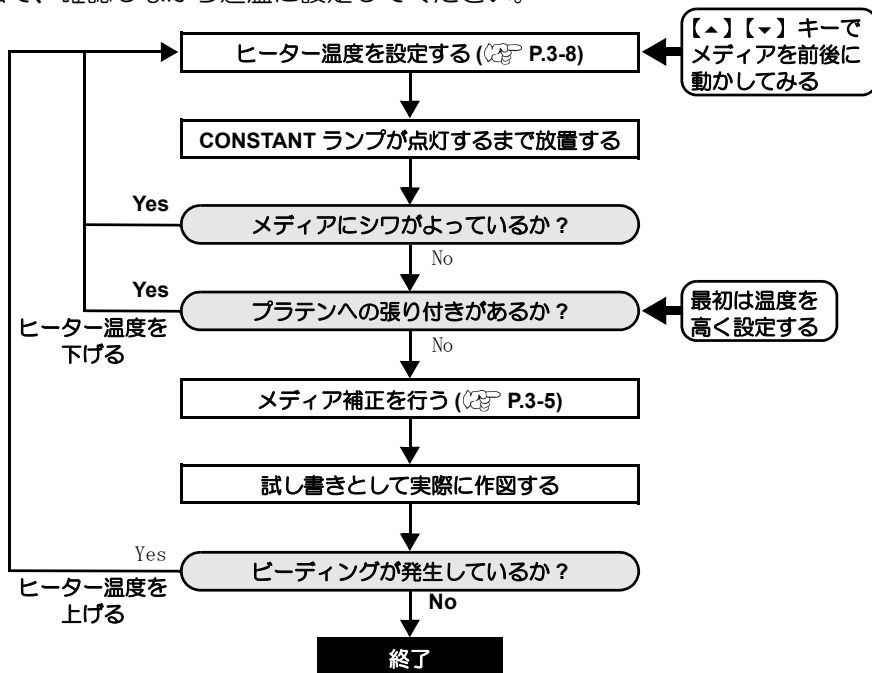 、確認しながら適温に設定してください。
【▲】【▼】キーで
メディアを前後に
動かしてみる
ヒーター温度を設定する (P.3-8)
CONSTANT ランプが点灯するまで放置する
Yes
メディアにシワがよっているか？
No
Yes
プラテンへの張り付きがあるか？
最初は温度を
高く設定する
ヒーター温度を
下げる
No
メディア補正を行う (P.3-5)
試し書きとして実際に作図する
Yes
ビーディングが発生しているか？
ヒーター温度を
上げる
No
終了